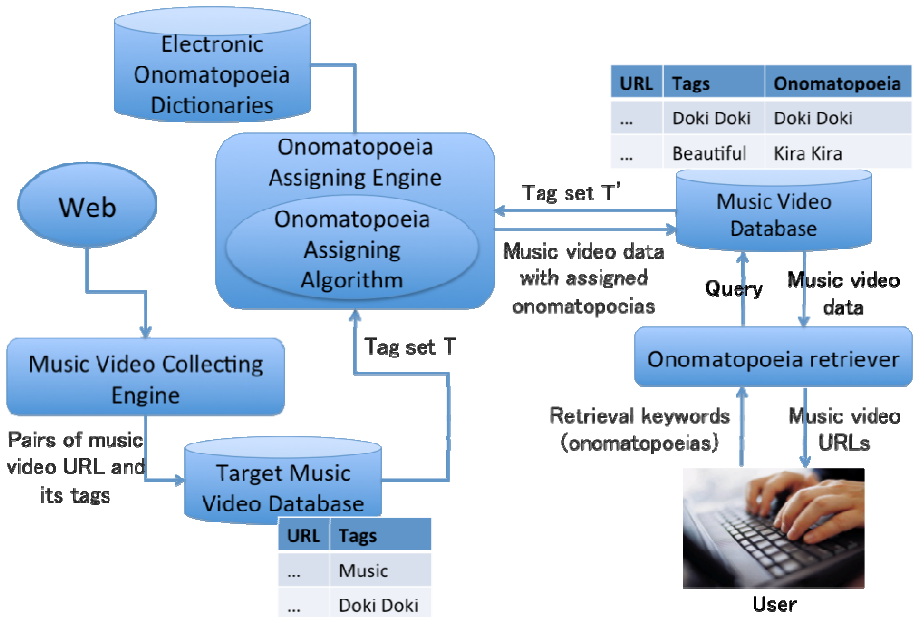 Electronic
Onomatopoeia
Dictionaries
URL Tags Onomatopoeia
... Doki Doki Doki Doki
... Beautiful Kira Kira
Onomatopoeia
Assigning Engine
Onomatopoeia
Assigning
Algorithm
Web
Tag set T'
Music video data
with assigned
onomatopocias
Music Video
Database
Query
Music video
data
Tag set T
Music Video Collecting
Engine
Onomatopoeia retriever
Pairs of music
video URL and
its tags
Retrieval keywords
(onomatopoeias)
Music video
URLs
Target Music
Video Database
URL Tags
... Music
... Doki Doki
User